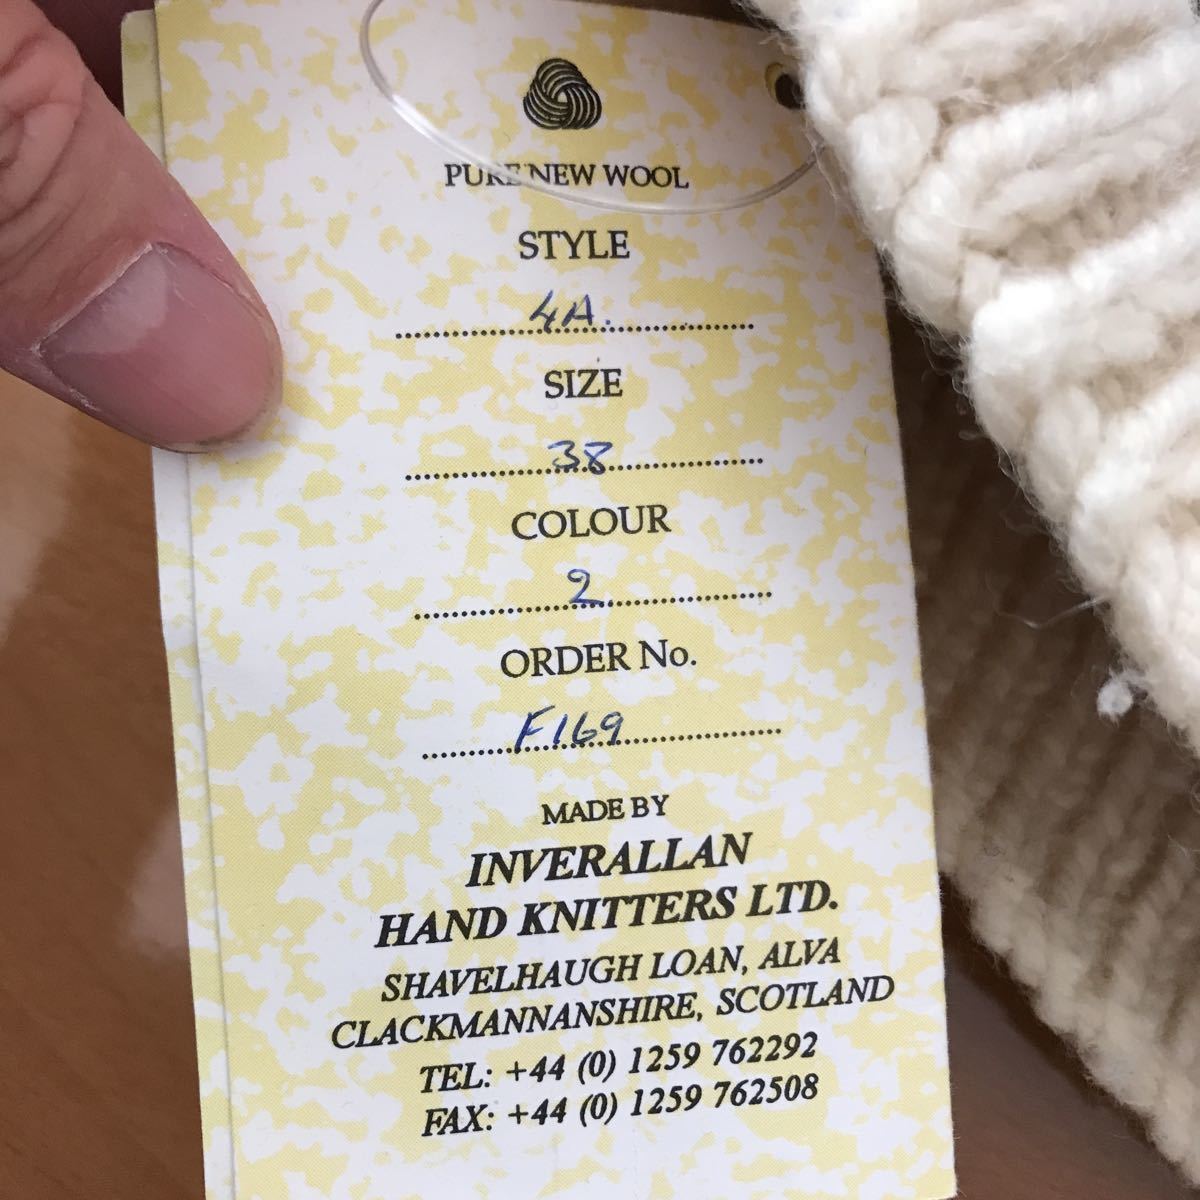 PURE NEW WOOL
STYLE
4A.
SIZE
38
COLOUR
2
ORDER No.
F169
MADE BY
INVERALLAN
HAND KNITTERS LTD.
SHAVELHAUGH LOAN, ALVA
CLACKMANNANSHIRE, SCOTLAND
TEL: +44 (0) 1259 762292
FAX: +44 (0) 1259 762508